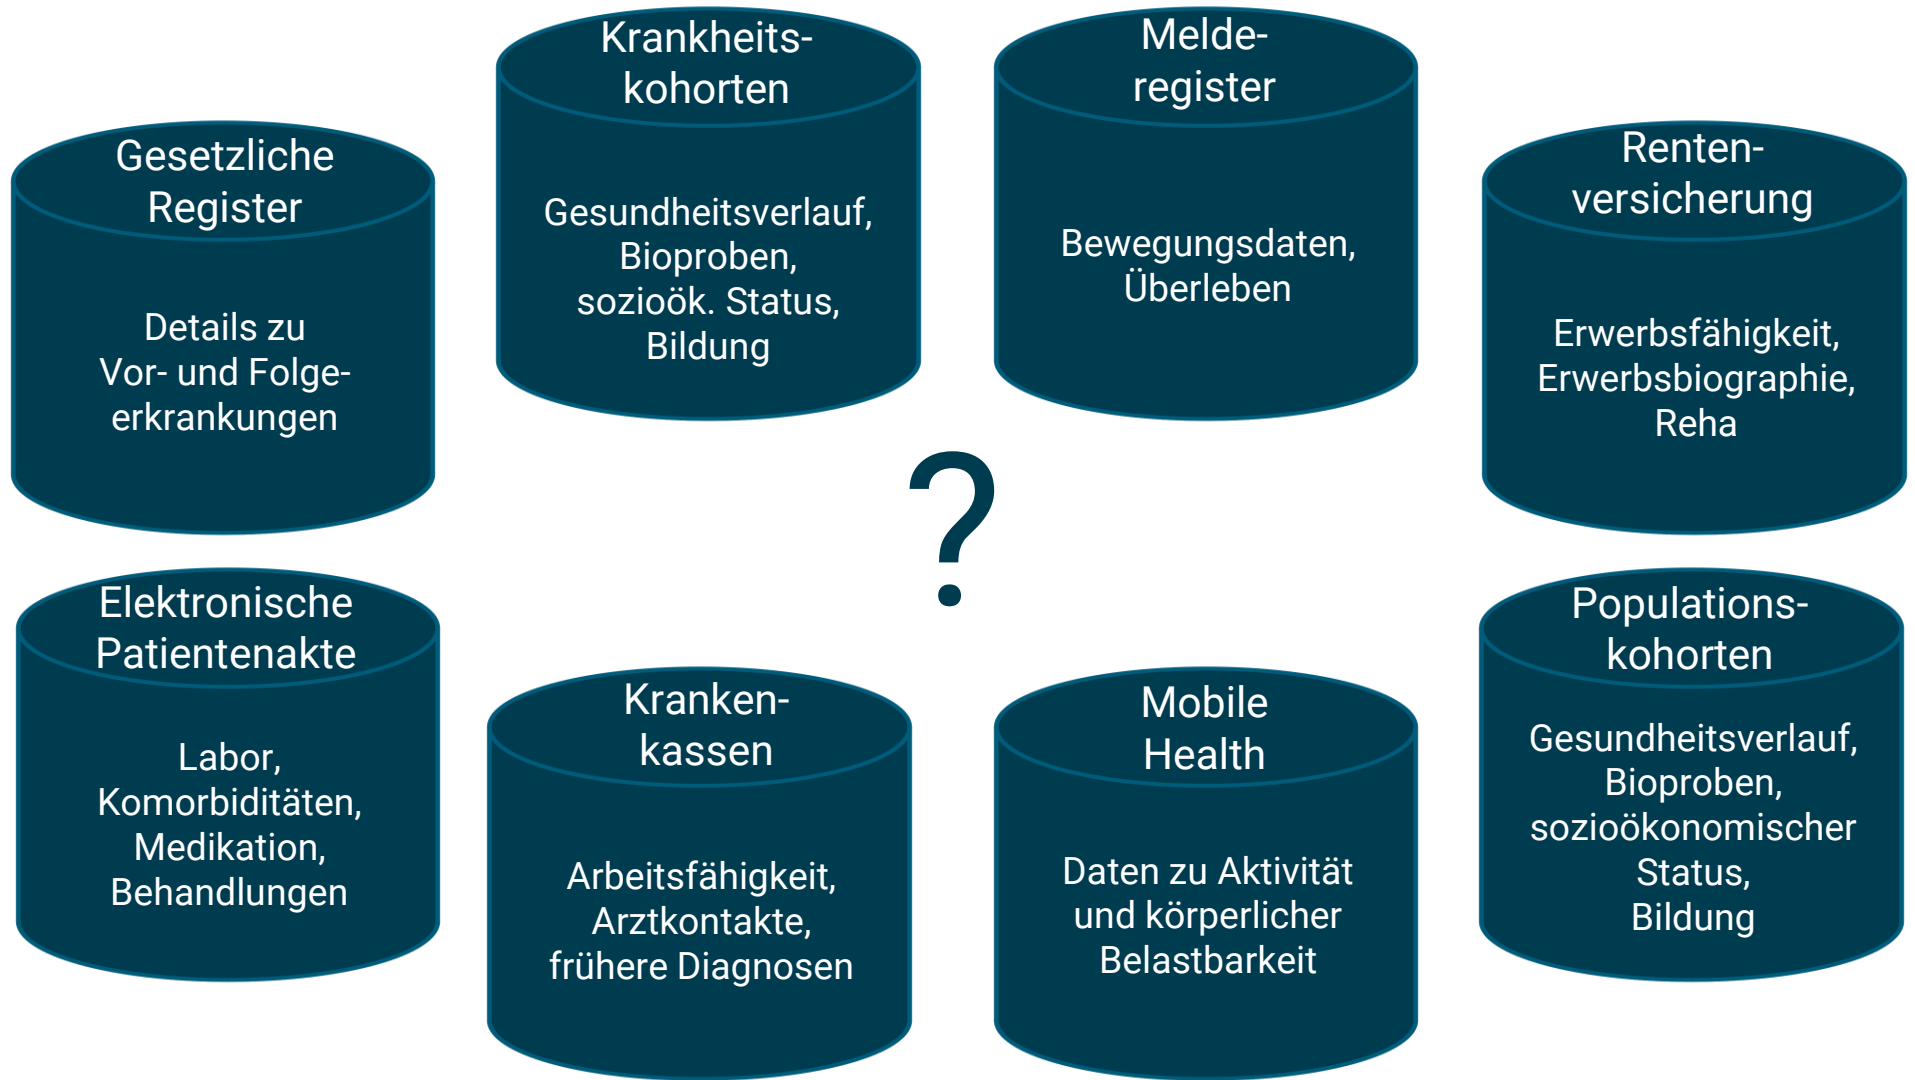 Krankheits-
kohorten
Gesundheitsverlauf,
Bioproben,
sozioök. Status,
Bildung
Melde-
register
Bewegungsdaten,
Überleben
Gesetzliche
Register
Details zu
Vor- und Folge-
erkrankungen
Renten-
versicherung
Erwerbsfähigkeit,
Erwerbsbiographie,
Reha
?
Elektronische
Patientenakte
Labor,
Komorbiditäten,
Medikation,
Behandlungen
Kranken-
kassen
Arbeitsfähigkeit,
Arztkontakte,
frühere Diagnosen
Mobile
Health
Daten zu Aktivität
und körperlicher
Belastbarkeit
Populations-
kohorten
Gesundheitsverlauf,
Bioproben,
sozioökonomischer
Status,
Bildung